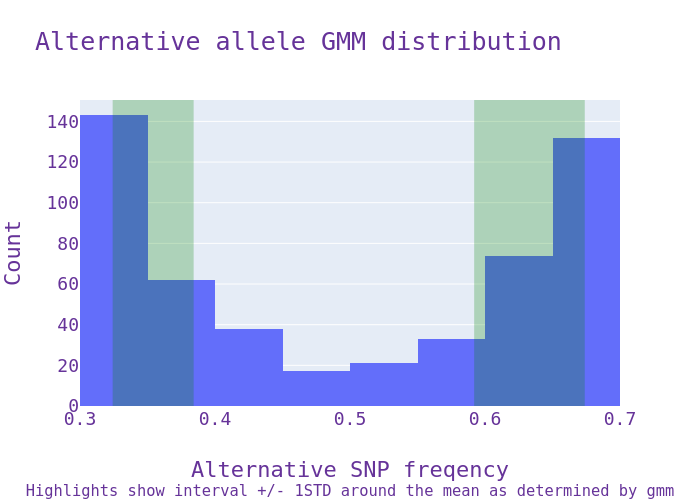 Alternative allele GMM distribution
Count
140
120
100
80
60
40
20
0
0.3 0.4 0.5 0.6 0.7
Alternative SNP freqency
Highlights show interval +/- 1STD around the mean as determined by gmm